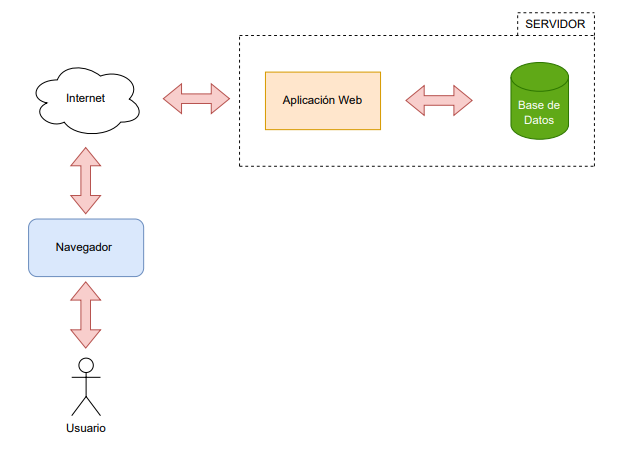 SERVIDOR
Internet
Aplicación Web
Base de
Datos
Navegador
Usuario